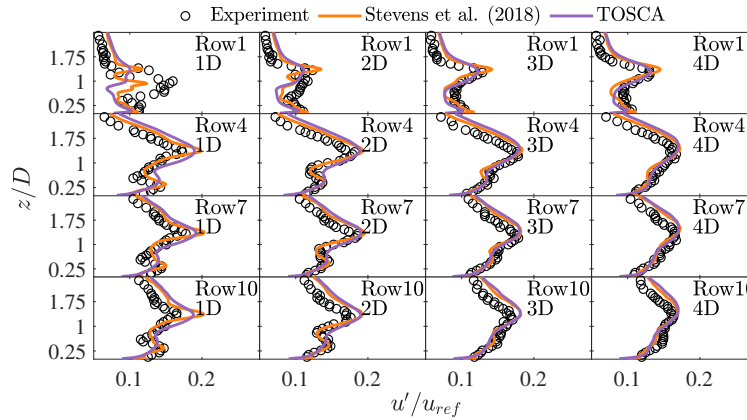 Experiment Stevens et al. (2018) TOSCA
Row1 Row1 Row1 Row1
1.75 1D 2D 3D 4D
1
0.25
Row4 Row4 Row4 Row4
1.75 1D 2D 3D 4D
1
0.25
z/D
Row7 Row7 Row7 Row7
1.75 1D 2D 3D 4D
1
0.25
Row10 Row10 Row10 Row10
1.75 1D 2D 3D 4D
1
0.25
0.1 0.2 0.1 0.2 0.1 0.2 0.1 0.2
u'/u_ref